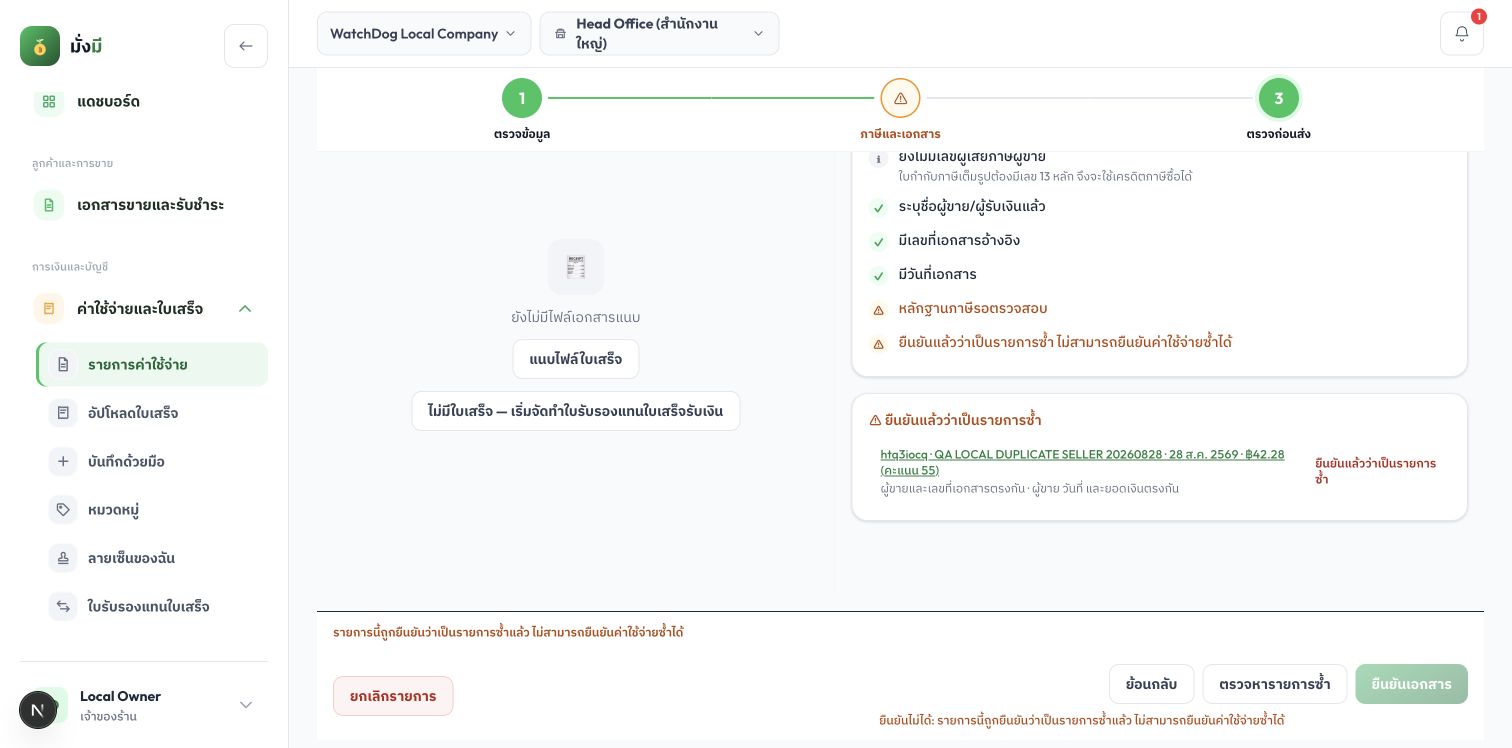 มั่งมี
WatchDog Local Company
Head Office (สำนักงาน
ใหญ่)
1
แดชบอร์ด
ลูกค้าและการขาย
เอกสารขายและรับชำระ
การเงินและบัญชี
ค่าใช้จ่ายและใบเสร็จ
รายการค่าใช้จ่าย
อัปโหลดใบเสร็จ
บันทึกด้วยมือ
หมวดหมู่
ลายเซ็นของฉัน
ใบรับรองแทนใบเสร็จ
N
Local Owner
เจ้าของร้าน
1
3
ตรวจข้อมูล
ภาษีและเอกสาร
ตรวจก่อนส่ง
RECEIPT
ยังไม่มีไฟล์เอกสารแนบ
แนบไฟล์ใบเสร็จ
ไม่มีใบเสร็จ — เริ่มจัดทำใบรับรองแทนใบเสร็จรับเงิน
ยังไม่มีเลขผู้เสียภาษีผู้ขาย
ใบกำกับภาษีเต็มรูปต้องมีเลข 13 หลัก จึงจะใช้เครดิตภาษีซื้อได้
ระบุชื่อผู้ขาย/ผู้รับเงินแล้ว
มีเลขที่เอกสารอ้างอิง
มีวันที่เอกสาร
หลักฐานภาษีรอตรวจสอบ
ยืนยันแล้วว่าเป็นรายการซ้ำ ไม่สามารถยืนยันค่าใช้จ่ายซ้ำได้
ยืนยันแล้วว่าเป็นรายการซ้ำ
htq3iocq · QA LOCAL DUPLICATE SELLER 20260828 · 28 ส.ค. 2569 · ฿42.28
(คะแนน 55)
ผู้ขายและเลขที่เอกสารตรงกัน · ผู้ขาย วันที่ และยอดเงินตรงกัน
ยืนยันแล้วว่าเป็นรายการ
ซ้ำ
รายการนี้ถูกยืนยันว่าเป็นรายการซ้ำแล้ว ไม่สามารถยืนยันค่าใช้จ่ายซ้ำได้
ยกเลิกรายการ
ย้อนกลับ
ตรวจหารายการซ้ำ
ยืนยันเอกสาร
ยืนยันไม่ได้: รายการนี้ถูกยืนยันว่าเป็นรายการซ้ำแล้ว ไม่สามารถยืนยันค่าใช้จ่ายซ้ำได้